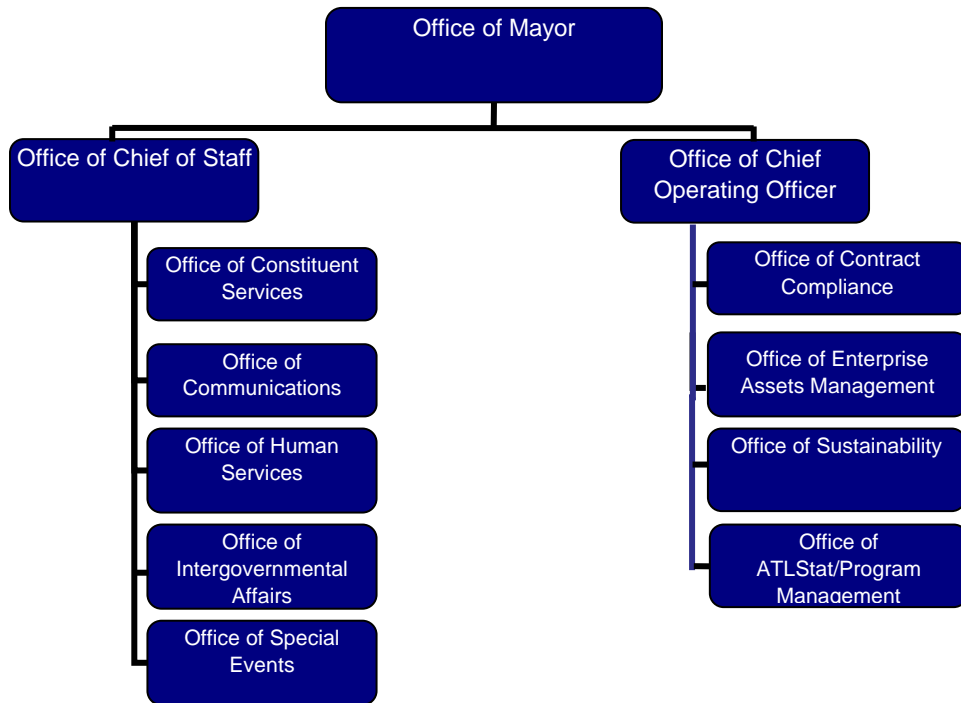 Office of Mayor
Office of Chief of Staff
Office of Constituent
Services
Office of
Communications
Office of Human
Services
Office of
Intergovernmental
Affairs
Office of Special
Events
Office of Chief
Operating Officer
Office of Contract
Compliance
Office of Enterprise
Assets Management
Office of Sustainability
Office of
ATLStat/Program
Management